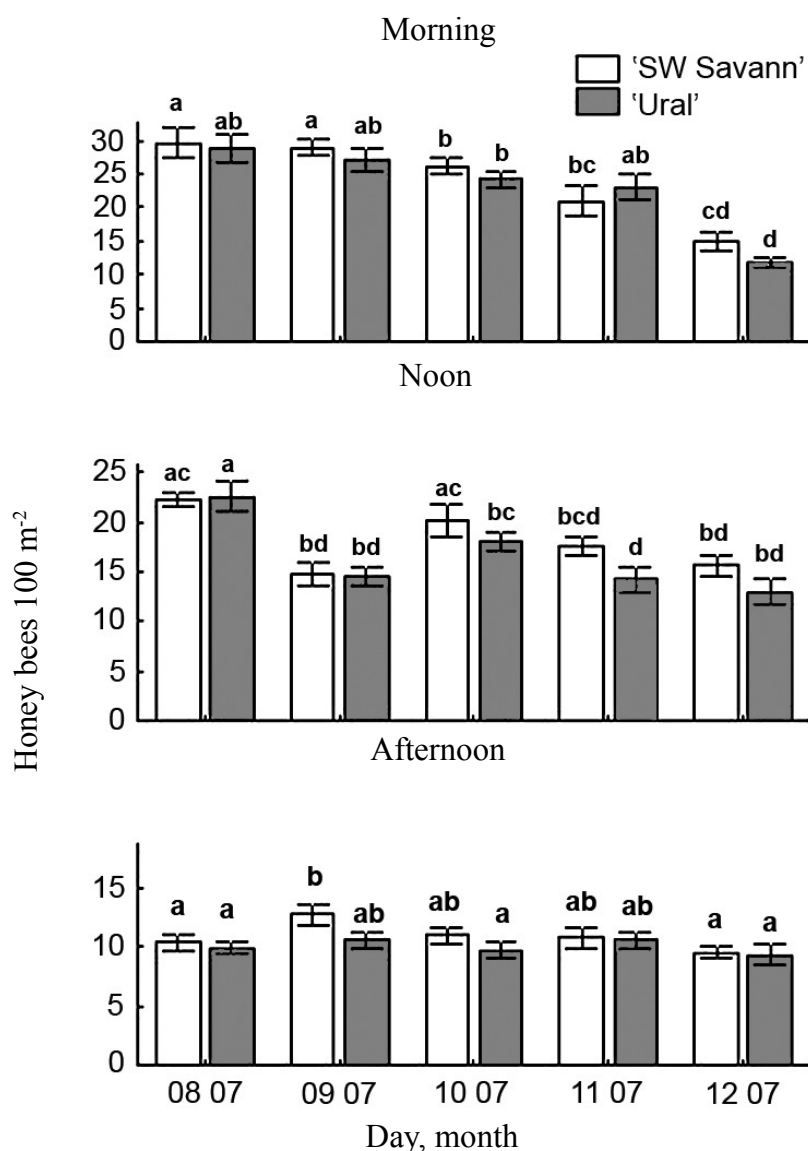 Morning
‘SW Savann’
‘Ural’
a ab a ab b b bc ab cd d
30
25
20
15
10
5
0
Noon
ac a bd bd ac bc bcd d bd bd
25
20
15
10
5
0
Honey bees 100 m⁻²
Afternoon
a a b ab ab a ab ab a a
15
10
5
0
08 07 09 07 10 07 11 07 12 07
Day, month